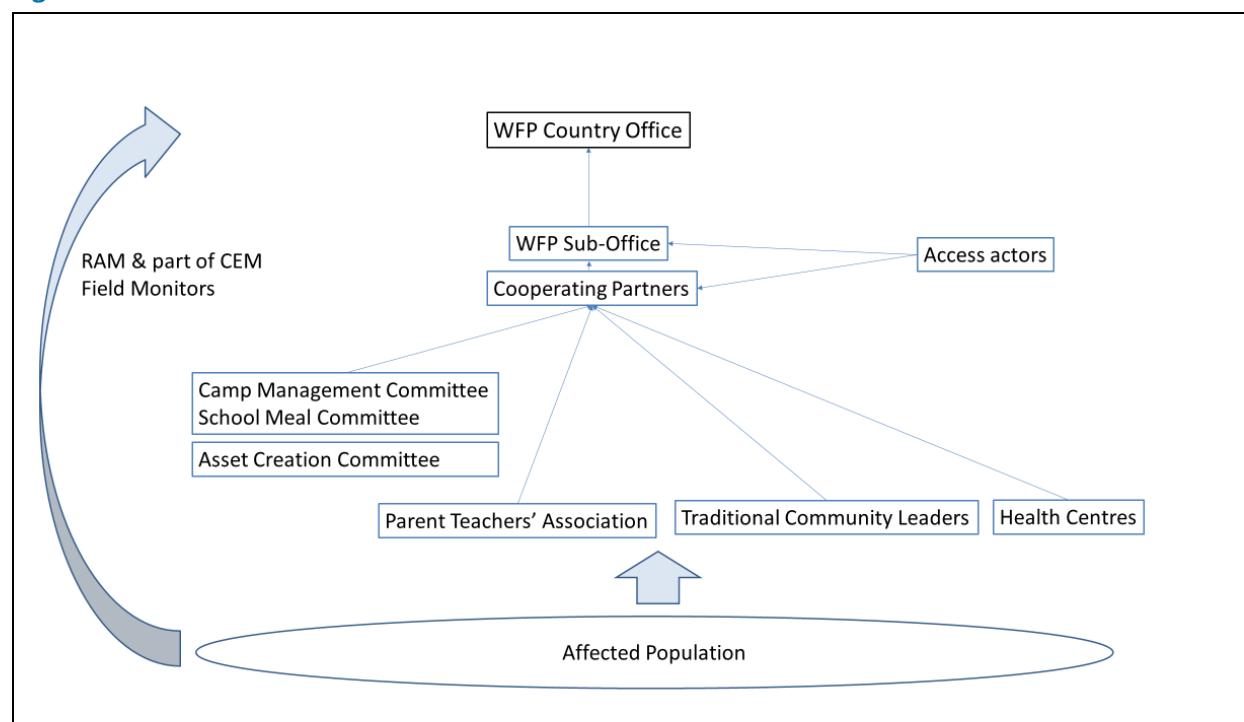 WFP Country Office
RAM & part of CEM
Field Monitors
WFP Sub-Office
Access actors
Cooperating Partners
Camp Management Committee
School Meal Committee
Asset Creation Committee
Parent Teachers’ Association
Traditional Community Leaders
Health Centres
Affected Population